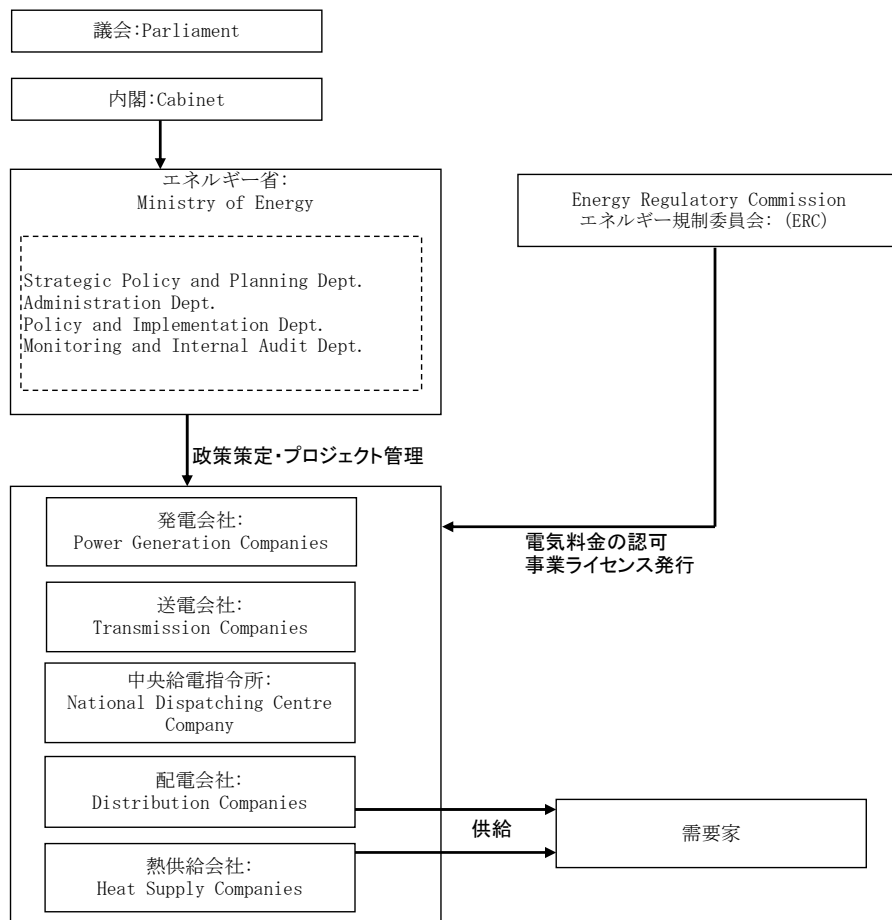 議会:Parliament
内閣:Cabinet
エネルギー省:
Ministry of Energy
Strategic Policy and Planning Dept.
Administration Dept.
Policy and Implementation Dept.
Monitoring and Internal Audit Dept.
Energy Regulatory Commission
エネルギー規制委員会: (ERC)
政策策定・プロジェクト管理
電気料金の認可
事業ライセンス発行
発電会社:
Power Generation Companies
送電会社:
Transmission Companies
中央給電指令所:
National Dispatching Centre
Company
配電会社:
Distribution Companies
供給
需要家
熱供給会社:
Heat Supply Companies